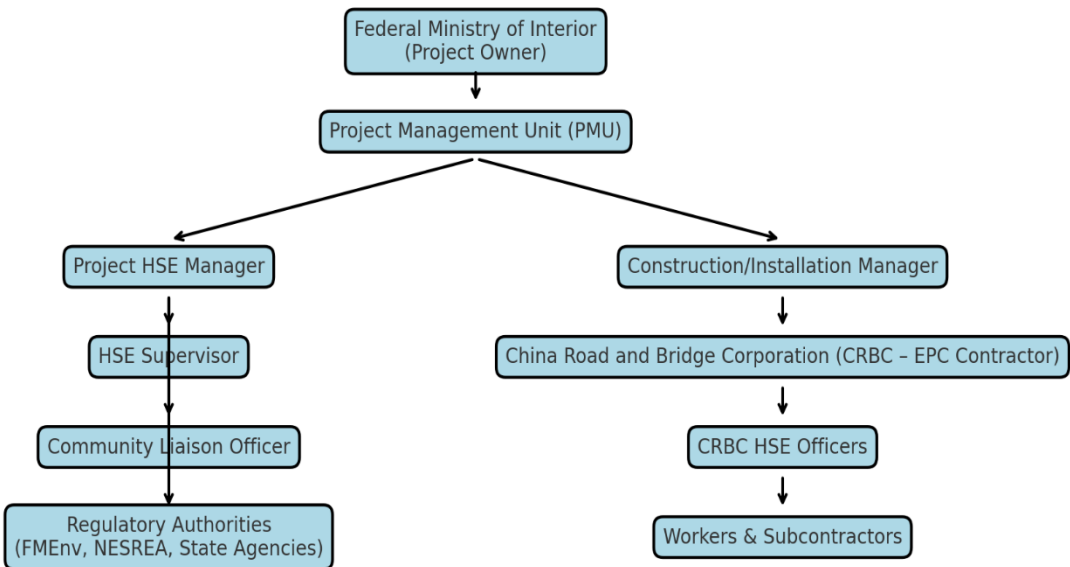 Federal Ministry of Interior
(Project Owner)
Project Management Unit (PMU)
Project HSE Manager
Construction/Installation Manager
HSE Supervisor
China Road and Bridge Corporation (CRBC – EPC Contractor)
Community Liaison Officer
CRBC HSE Officers
Regulatory Authorities
(FMEnv, NESREA, State Agencies)
Workers & Subcontractors